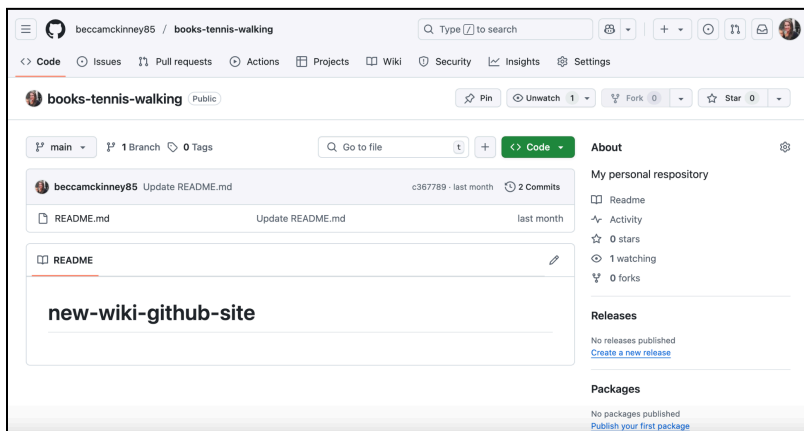 beccamckinney85 / books-tennis-walking
Type / to search
Code Issues Pull requests Actions Projects Wiki Security Insights Settings
books-tennis-walking Public
Pin Unwatch 1 Fork 0 Star 0
main 1 Branch 0 Tags Go to file t Code
About
beccamckinney85 Update README.md c367789 · last month 2 Commits
README.md Update README.md last month
README
new-wiki-github-site
My personal respository
Readme
Activity
0 stars
1 watching
0 forks
Releases
No releases published
Create a new release
Packages
No packages published
Publish your first package